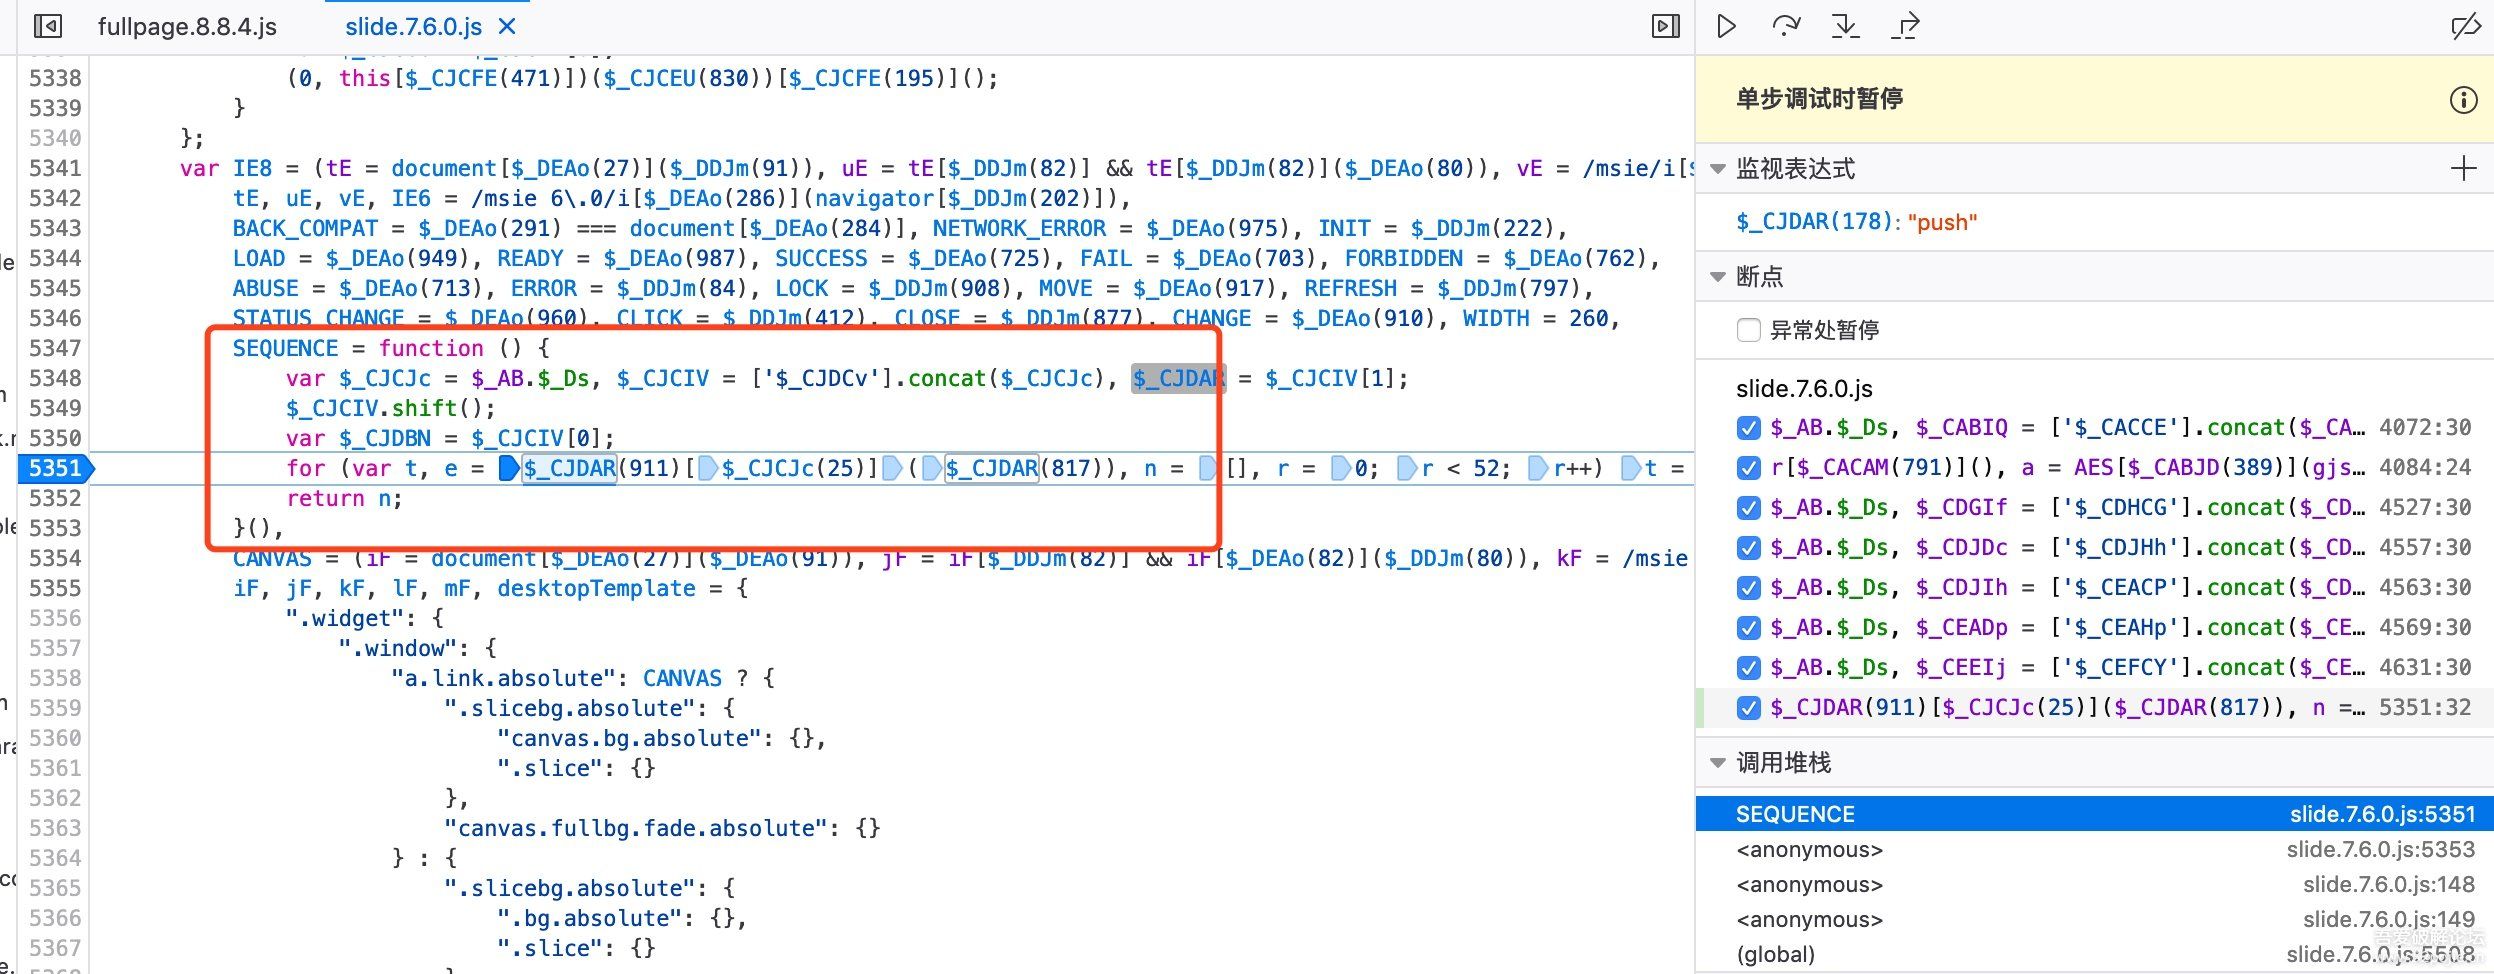 fullpage.8.8.4.js
slide.7.6.0.js
5338 (0, this[$_CJCFE(471)])($_CJCEU(830))[$_CJCFE(195)]();
5339 }
5340 };
5341 var IE8 = (tE = document[$_DEAo(27)]($_DDJm(91)), uE = tE[$_DDJm(82)] && tE[$_DDJm(82)]($_DEAo(80)), vE = /msie/i[
5342 tE, uE, vE, IE6 = /msie 6\.0/i[$_DEAo(286)](navigator[$_DDJm(202)]),
5343 BACK_COMPAT = $_DEAo(291) === document[$_DEAo(284)], NETWORK_ERROR = $_DEAo(975), INIT = $_DDJm(222),
5344 LOAD = $_DEAo(949), READY = $_DEAo(987), SUCCESS = $_DEAo(725), FAIL = $_DEAo(703), FORBIDDEN = $_DEAo(762),
5345 ABUSE = $_DEAo(713), ERROR = $_DDJm(84), LOCK = $_DDJm(908), MOVE = $_DEAo(917), REFRESH = $_DDJm(797),
5346 STATUS_CHANGE = $_DEAo(960), CLICK = $_DDJm(412), CLOSE = $_DDJm(877), CHANGE = $_DEAo(910), WIDTH = 260,
5347 SEQUENCE = function () {
5348 var $_CJCJc = $_AB.$_Ds, $_CJCIV = ['$_CJDCv'].concat($_CJCJc), $_CJDAR = $_CJCIV[1];
5349 $_CJCIV.shift();
5350 var $_CJDBN = $_CJCIV[0];
5351 for (var t, e = $_CJDAR(911)[$_CJCJc(25)]($_CJDAR(817)), n = [], r = 0; r < 52; r++) t =
5352 return n;
5353 }(),
5354 CANVAS = (iF = document[$_DEAo(27)]($_DEAo(91)), jF = iF[$_DDJm(82)] && iF[$_DEAo(82)]($_DDJm(80)), kF = /msie
5355 iF, jF, kF, lF, mF, desktopTemplate = {
5356 ".widget": {
5357 ".window": {
5358 "a.link.absolute": CANVAS ? {
5359 ".slicebg.absolute": {
5360 "canvas.bg.absolute": {},
5361 ".slice": {}
5362 },
5363 "canvas.fullbg.fade.absolute": {}
5364 } : {
5365 ".slicebg.absolute": {
5366 ".bg.absolute": {},
5367 ".slice": {}
单步调试时暂停
监视表达式
$_CJDAR(178): "push"
断点
异常处暂停
slide.7.6.0.js
$_AB.$_Ds, $_CABIQ = ['$_CACCE'].concat($_CA… 4072:30
r[$_CACAM(791)](), a = AES[$_CABJD(389)](gjs… 4084:24
$_AB.$_Ds, $_CDGIf = ['$_CDHCG'].concat($_CD… 4527:30
$_AB.$_Ds, $_CDJDc = ['$_CDJHh'].concat($_CD… 4557:30
$_AB.$_Ds, $_CDJIh = ['$_CEACP'].concat($_CD… 4563:30
$_AB.$_Ds, $_CEADp = ['$_CEAHp'].concat($_CE… 4569:30
$_AB.$_Ds, $_CEEIj = ['$_CEFCY'].concat($_CE… 4631:30
$_CJDAR(911)[$_CJCJc(25)]($_CJDAR(817)), n =… 5351:32
调用堆栈
SEQUENCE slide.7.6.0.js:5351
<anonymous> slide.7.6.0.js:5353
<anonymous> slide.7.6.0.js:148
<anonymous> slide.7.6.0.js:149
(global) slide.7.6.0.js:5508
吾爱破解论坛